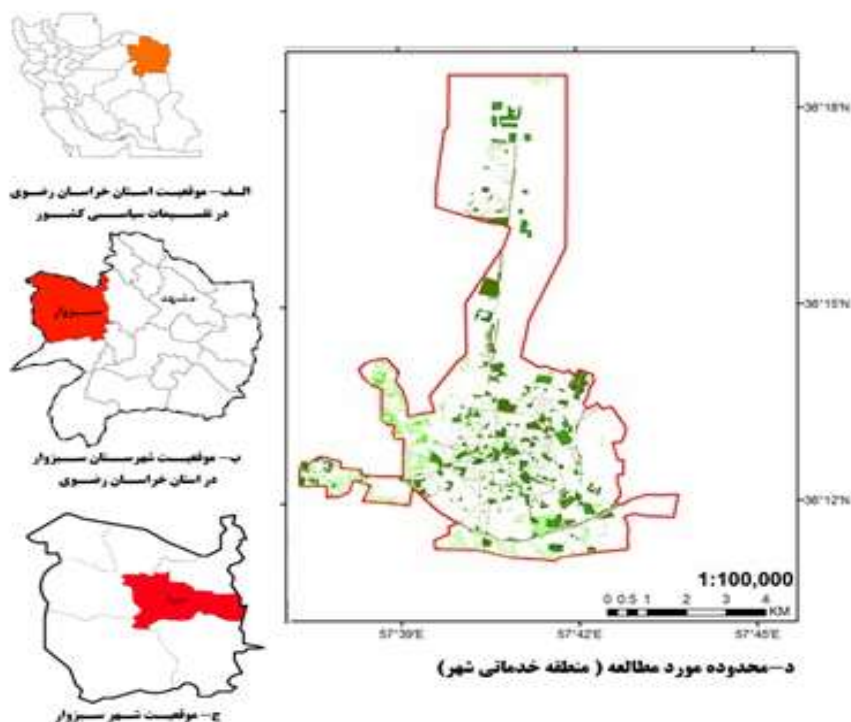 الف- موقعیت استان خراسان رضوی
در تقسیمات سیاسی کشور
مشهد
سبزوار
ب- موقعیت شهرستان سبزوار
در استان خراسان رضوی
ج- موقعیت شهر سبزوار
36°18'N
36°15'N
36°12'N
1:100,000
0 0.5 1 2 3 4
KM
57°39'E 57°42'E 57°45'E
د-محدوده مورد مطالعه ( منطقه خدماتی شهر)